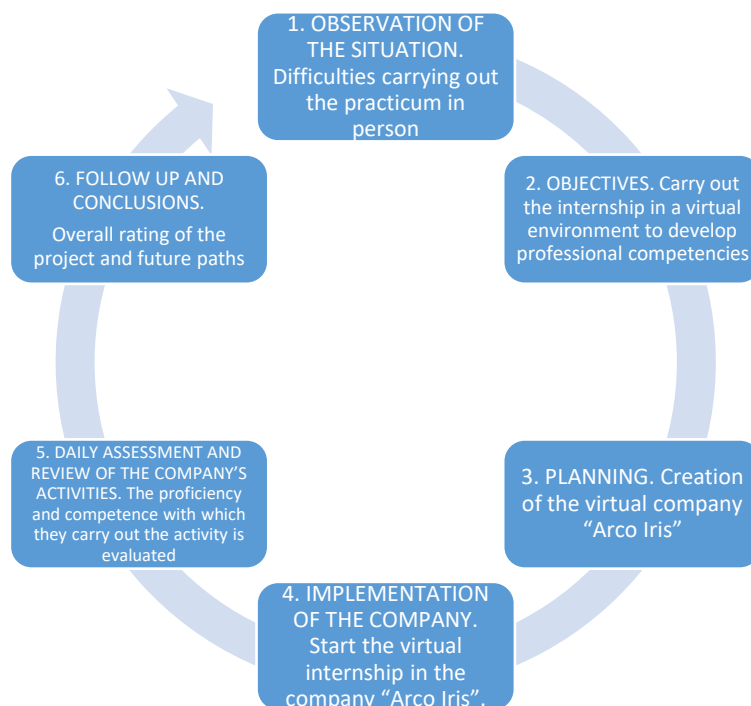 1. OBSERVATION OF
THE SITUATION.
Difficulties carrying out
the practicum in
person
2. OBJECTIVES. Carry out
the internship in a virtual
environment to develop
professional competencies
3. PLANNING. Creation
of the virtual company
“Arco Iris”
4. IMPLEMENTATION
OF THE COMPANY.
Start the virtual
internship in the
company “Arco Iris”.
5. DAILY ASSESSMENT AND
REVIEW OF THE COMPANY’S
ACTIVITIES. The proficiency
and competence with which
they carry out the activity is
evaluated
6. FOLLOW UP AND
CONCLUSIONS.
Overall rating of the
project and future paths